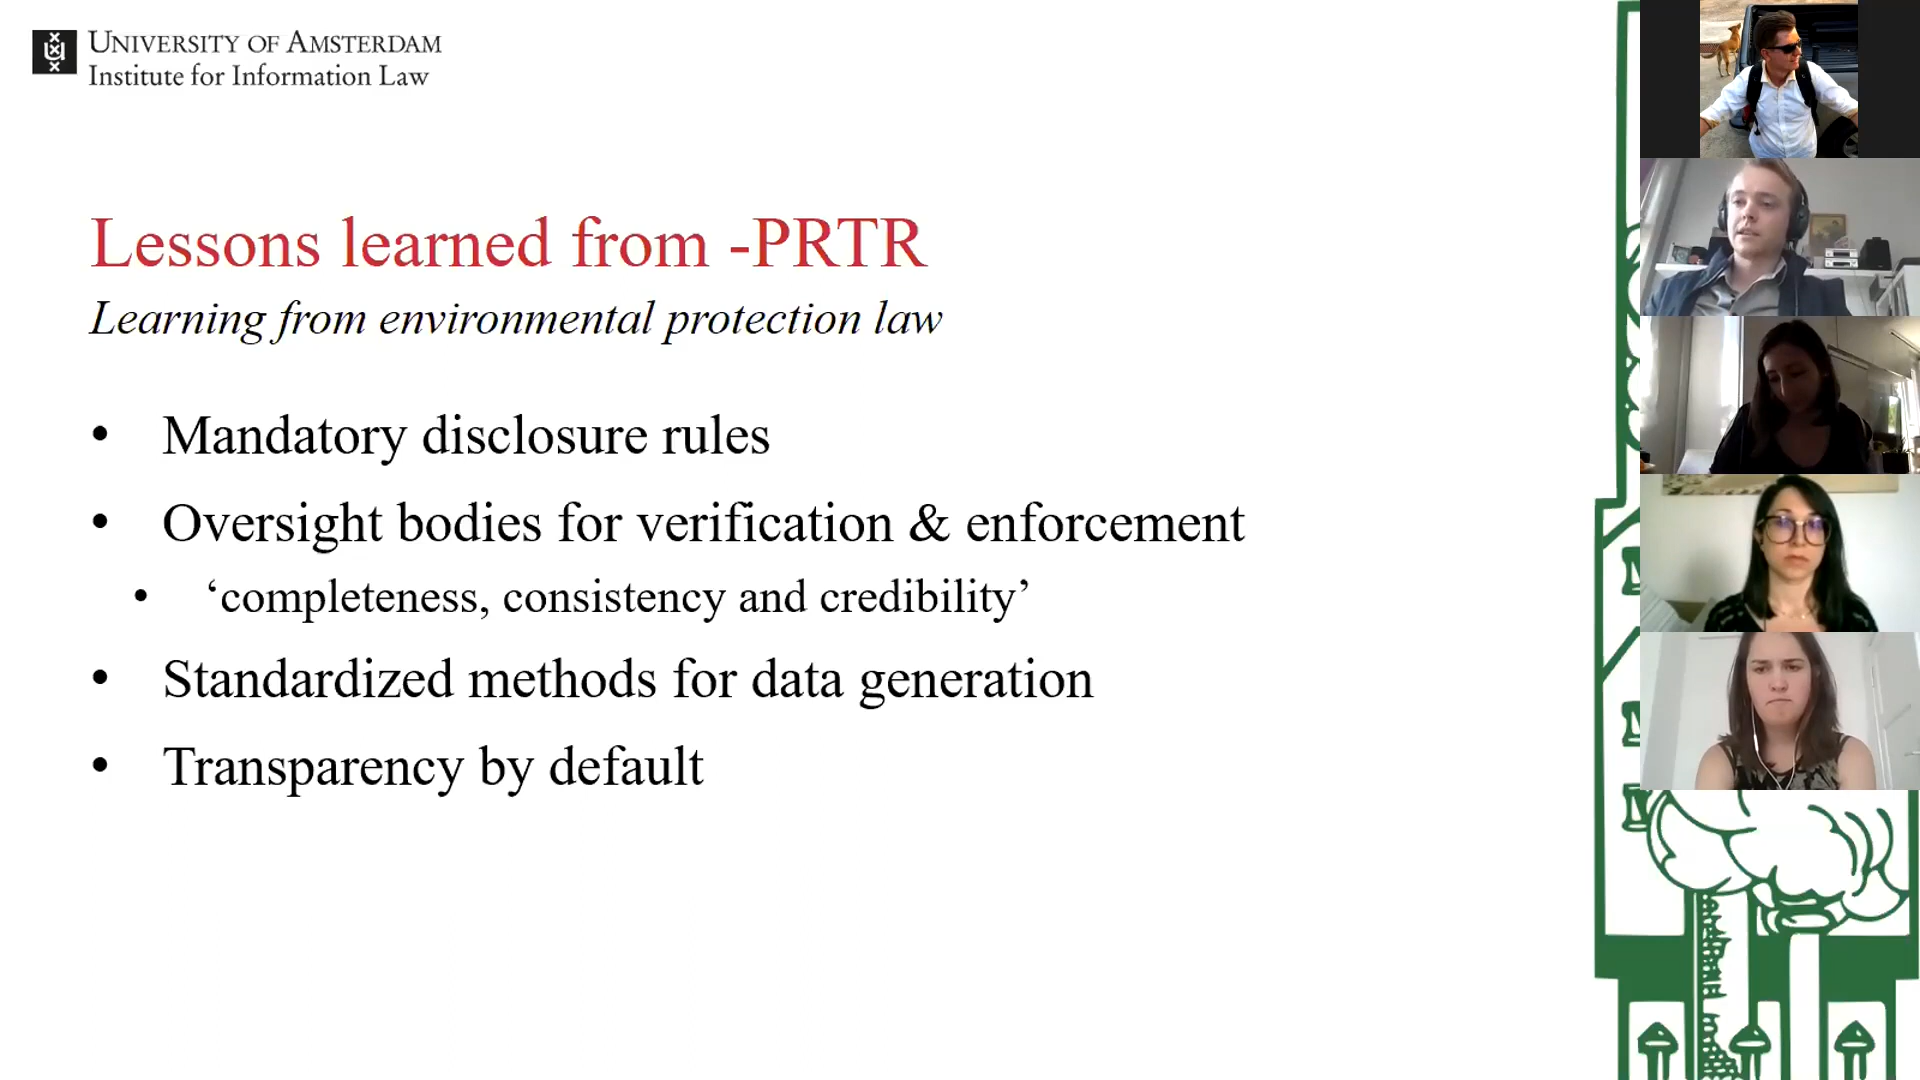 UNIVERSITY OF AMSTERDAM
Institute for Information Law
Lessons learned from -PRTR
Learning from environmental protection law
• Mandatory disclosure rules
• Oversight bodies for verification & enforcement
• ‘completeness, consistency and credibility’
• Standardized methods for data generation
• Transparency by default